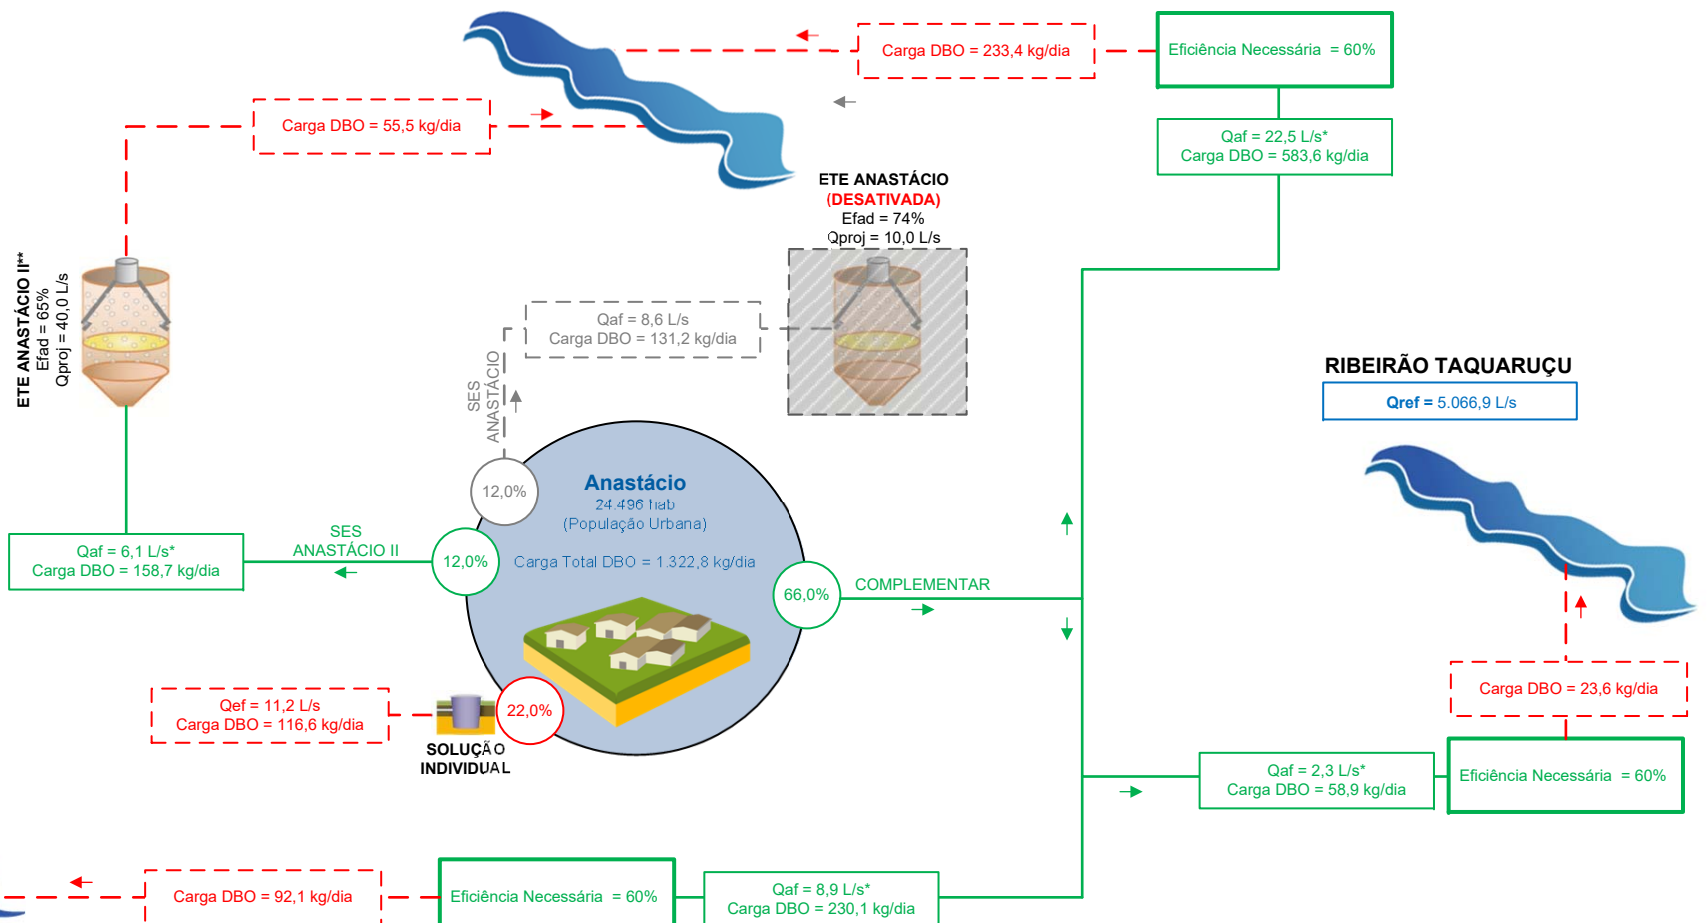 Carga DBO = 233,4 kg/dia
Eficiência Necessária = 60%
Carga DBO = 55,5 kg/dia
Qaf = 22,5 L/s*
Carga DBO = 583,6 kg/dia
ETE ANASTÁCIO
(DESATIVADA)
Efad = 74%
Qproj = 10,0 L/s
ETE ANASTÁCIO II**
Efad = 65%
Qproj = 40,0 L/s
Qaf = 8,6 L/s
Carga DBO = 131,2 kg/dia
SES
ANASTÁCIO
RIBEIRÃO TAQUARUÇU
Qref = 5.066,9 L/s
12,0%
Anastácio
24.496 hab
(População Urbana)
Carga Total DBO = 1.322,8 kg/dia
SES
ANASTÁCIO II
12,0%
Qaf = 6,1 L/s*
Carga DBO = 158,7 kg/dia
66,0%
COMPLEMENTAR
22,0%
Qef = 11,2 L/s
Carga DBO = 116,6 kg/dia
SOLUÇÃO
INDIVIDUAL
Carga DBO = 23,6 kg/dia
Qaf = 2,3 L/s*
Carga DBO = 58,9 kg/dia
Eficiência Necessária = 60%
Carga DBO = 92,1 kg/dia
Eficiência Necessária = 60%
Qaf = 8,9 L/s*
Carga DBO = 230,1 kg/dia